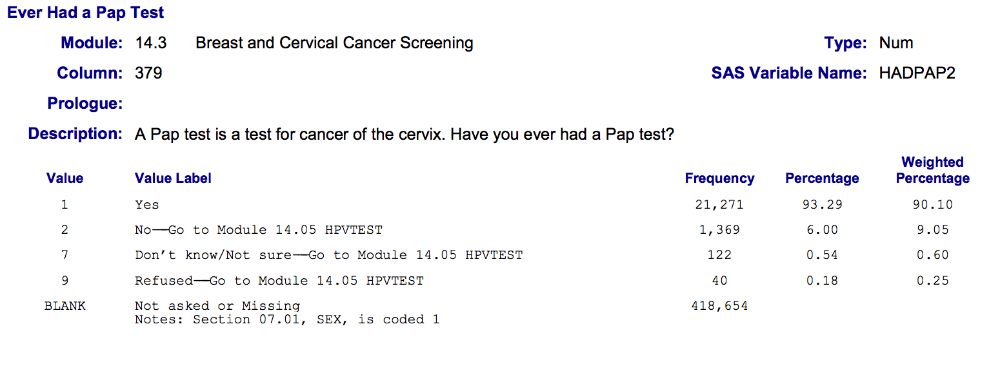 Ever Had a Pap Test
Module: 14.3 Breast and Cervical Cancer Screening Type: Num
Column: 379 SAS Variable Name: HADPAP2
Prologue:
Description: A Pap test is a test for cancer of the cervix. Have you ever had a Pap test?
Value Value Label Frequency Percentage Weighted Percentage
1 Yes 21,271 93.29 90.10
2 No—Go to Module 14.05 HPVTEST 1,369 6.00 9.05
7 Don’t know/Not sure—Go to Module 14.05 HPVTEST 122 0.54 0.60
9 Refused—Go to Module 14.05 HPVTEST 40 0.18 0.25
BLANK Not asked or Missing 418,654
Notes: Section 07.01, SEX, is coded 1